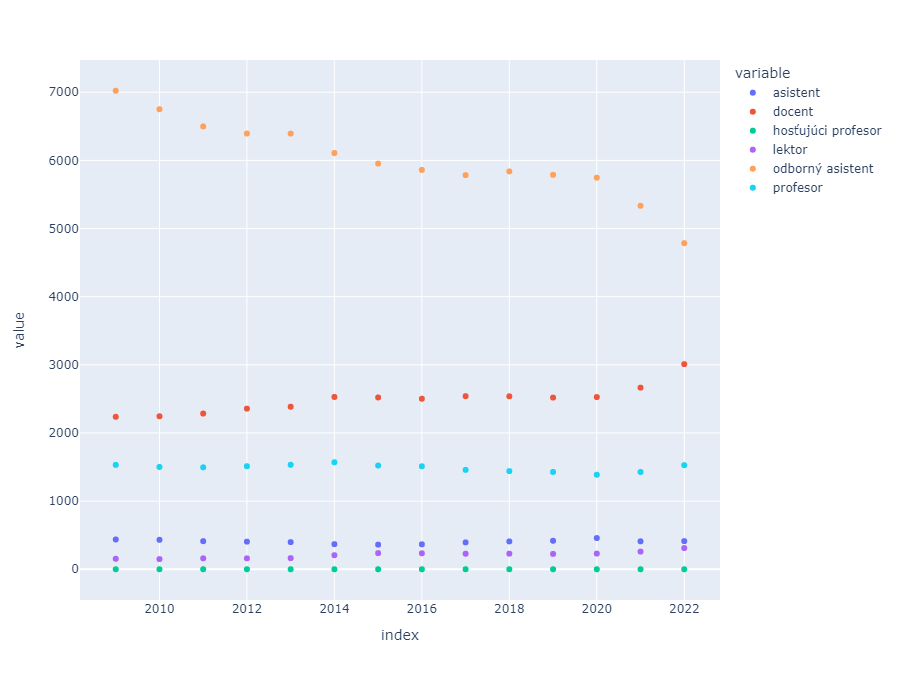 variable
asistent
docent
hosťujúci profesor
lektor
odborný asistent
profesor
7000
6000
5000
4000
3000
2000
1000
0
value
2010 2012 2014 2016 2018 2020 2022
index